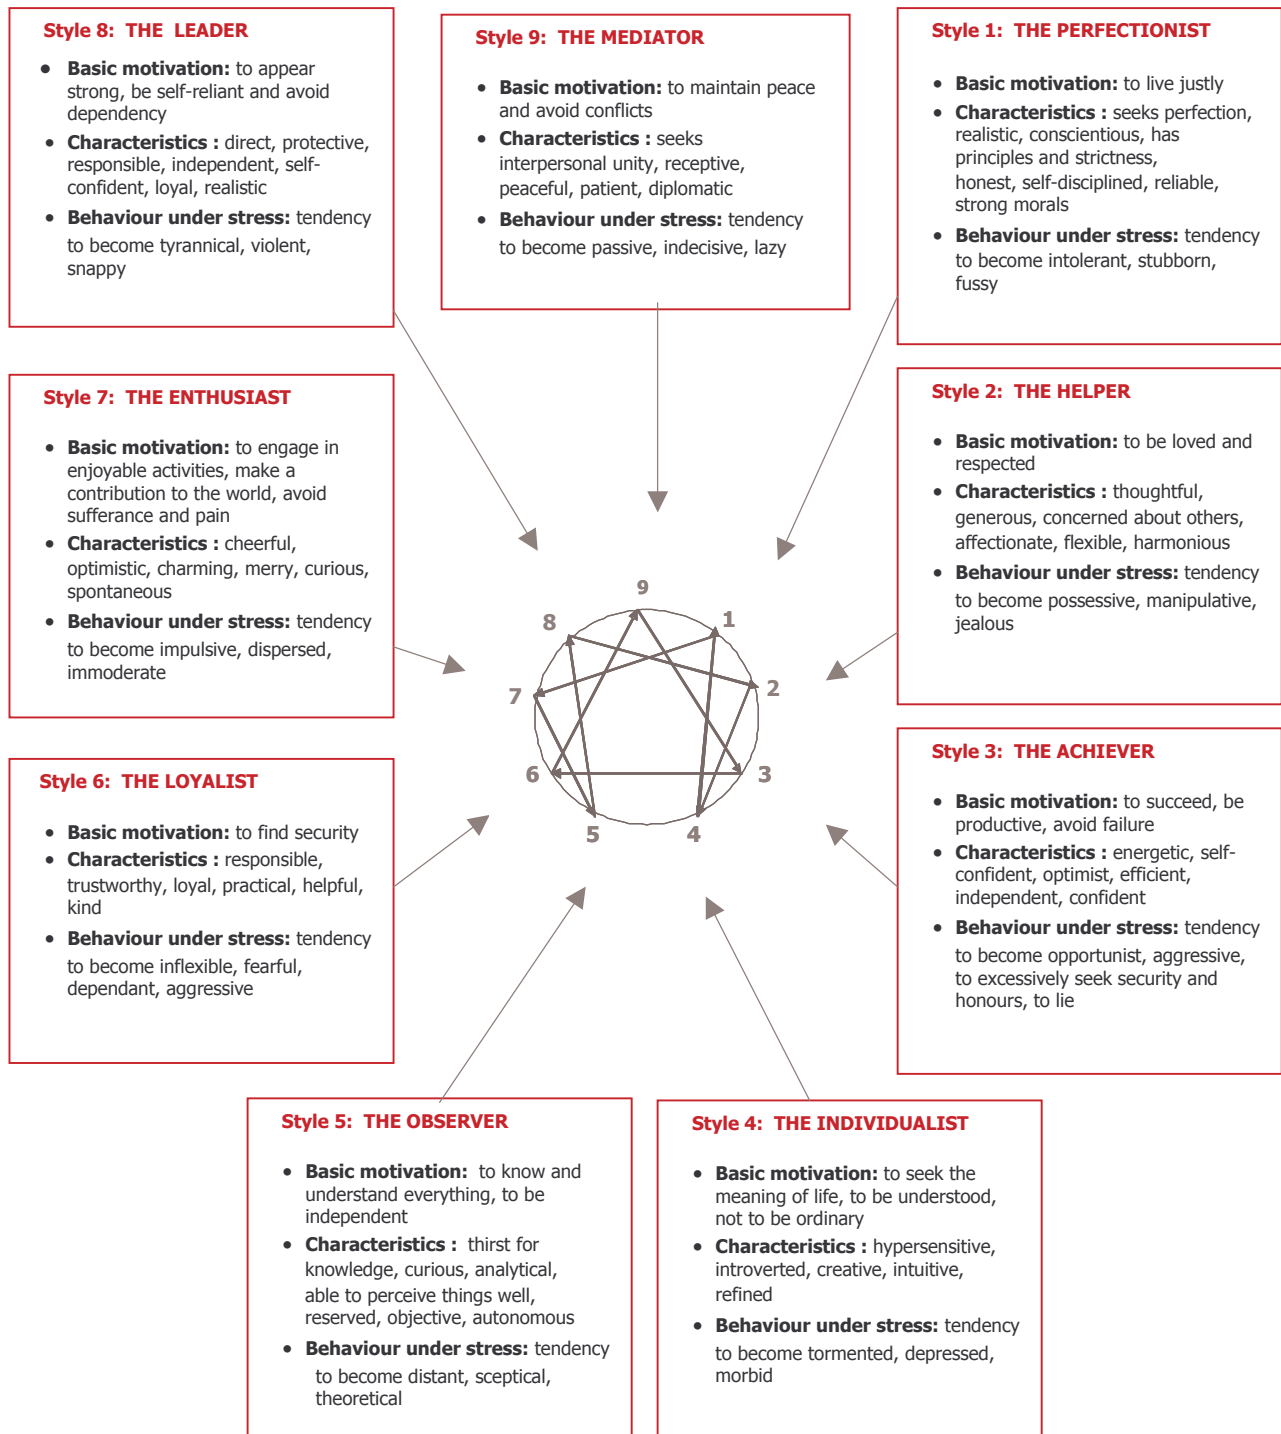 Style 8: THE LEADER
• Basic motivation: to appear
strong, be self-reliant and avoid
dependency
• Characteristics : direct, protective,
responsible, independent, self-
confident, loyal, realistic
• Behaviour under stress: tendency
to become tyrannical, violent,
snappy
Style 9: THE MEDIATOR
• Basic motivation: to maintain peace
and avoid conflicts
• Characteristics : seeks
interpersonal unity, receptive,
peaceful, patient, diplomatic
• Behaviour under stress: tendency
to become passive, indecisive, lazy
Style 1: THE PERFECTIONIST
• Basic motivation: to live justly
• Characteristics : seeks perfection,
realistic, conscientious, has
principles and strictness,
honest, self-disciplined, reliable,
strong morals
• Behaviour under stress: tendency
to become intolerant, stubborn,
fussy
Style 7: THE ENTHUSIAST
• Basic motivation: to engage in
enjoyable activities, make a
contribution to the world, avoid
sufferance and pain
• Characteristics : cheerful,
optimistic, charming, merry, curious,
spontaneous
• Behaviour under stress: tendency
to become impulsive, dispersed,
immoderate
Style 2: THE HELPER
• Basic motivation: to be loved and
respected
• Characteristics : thoughtful,
generous, concerned about others,
affectionate, flexible, harmonious
• Behaviour under stress: tendency
to become possessive, manipulative,
jealous
9
8
1
7
2
6
3
5
4
Style 6: THE LOYALIST
• Basic motivation: to find security
• Characteristics : responsible,
trustworthy, loyal, practical, helpful,
kind
• Behaviour under stress: tendency
to become inflexible, fearful,
dependant, aggressive
Style 3: THE ACHIEVER
• Basic motivation: to succeed, be
productive, avoid failure
• Characteristics : energetic, self-
confident, optimist, efficient,
independent, confident
• Behaviour under stress: tendency
to become opportunist, aggressive,
to excessively seek security and
honours, to lie
Style 5: THE OBSERVER
• Basic motivation: to know and
understand everything, to be
independent
• Characteristics : thirst for
knowledge, curious, analytical,
able to perceive things well,
reserved, objective, autonomous
• Behaviour under stress: tendency
to become distant, sceptical,
theoretical
Style 4: THE INDIVIDUALIST
• Basic motivation: to seek the
meaning of life, to be understood,
not to be ordinary
• Characteristics : hypersensitive,
introverted, creative, intuitive,
refined
• Behaviour under stress: tendency
to become tormented, depressed,
morbid